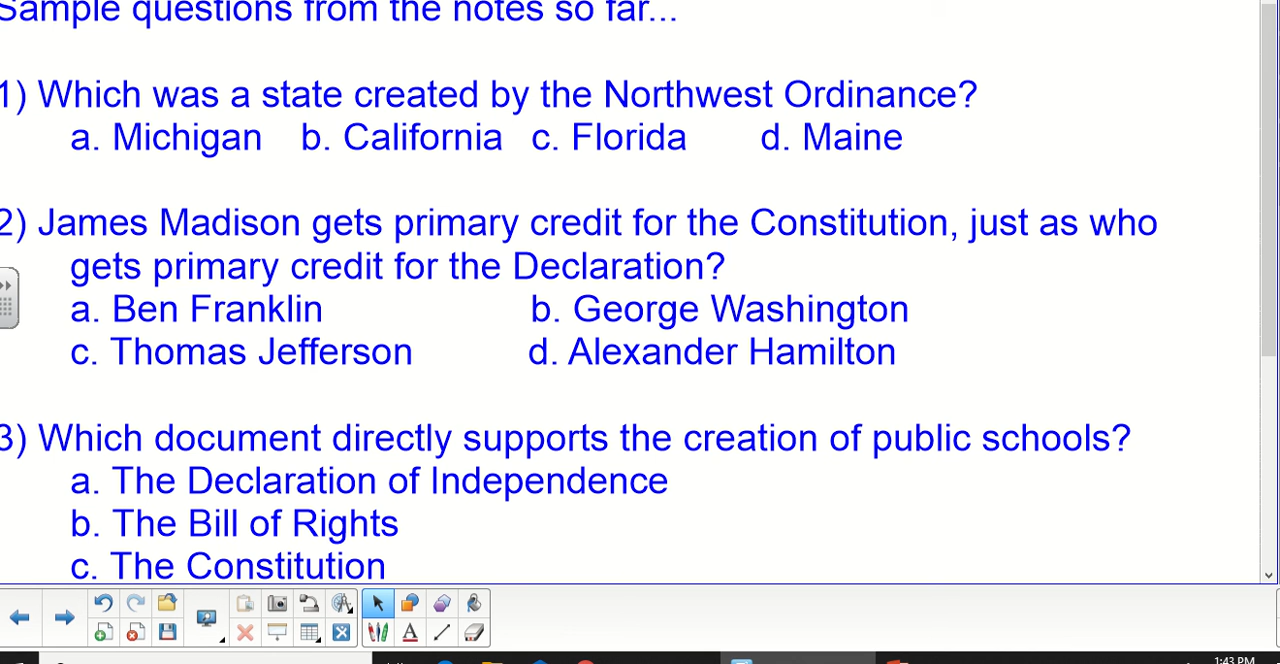 Sample questions from the notes so far...
1) Which was a state created by the Northwest Ordinance?
a. Michigan b. California c. Florida d. Maine
2) James Madison gets primary credit for the Constitution, just as who
gets primary credit for the Declaration?
a. Ben Franklin b. George Washington
c. Thomas Jefferson d. Alexander Hamilton
3) Which document directly supports the creation of public schools?
a. The Declaration of Independence
b. The Bill of Rights
c. The Constitution
1:43 PM